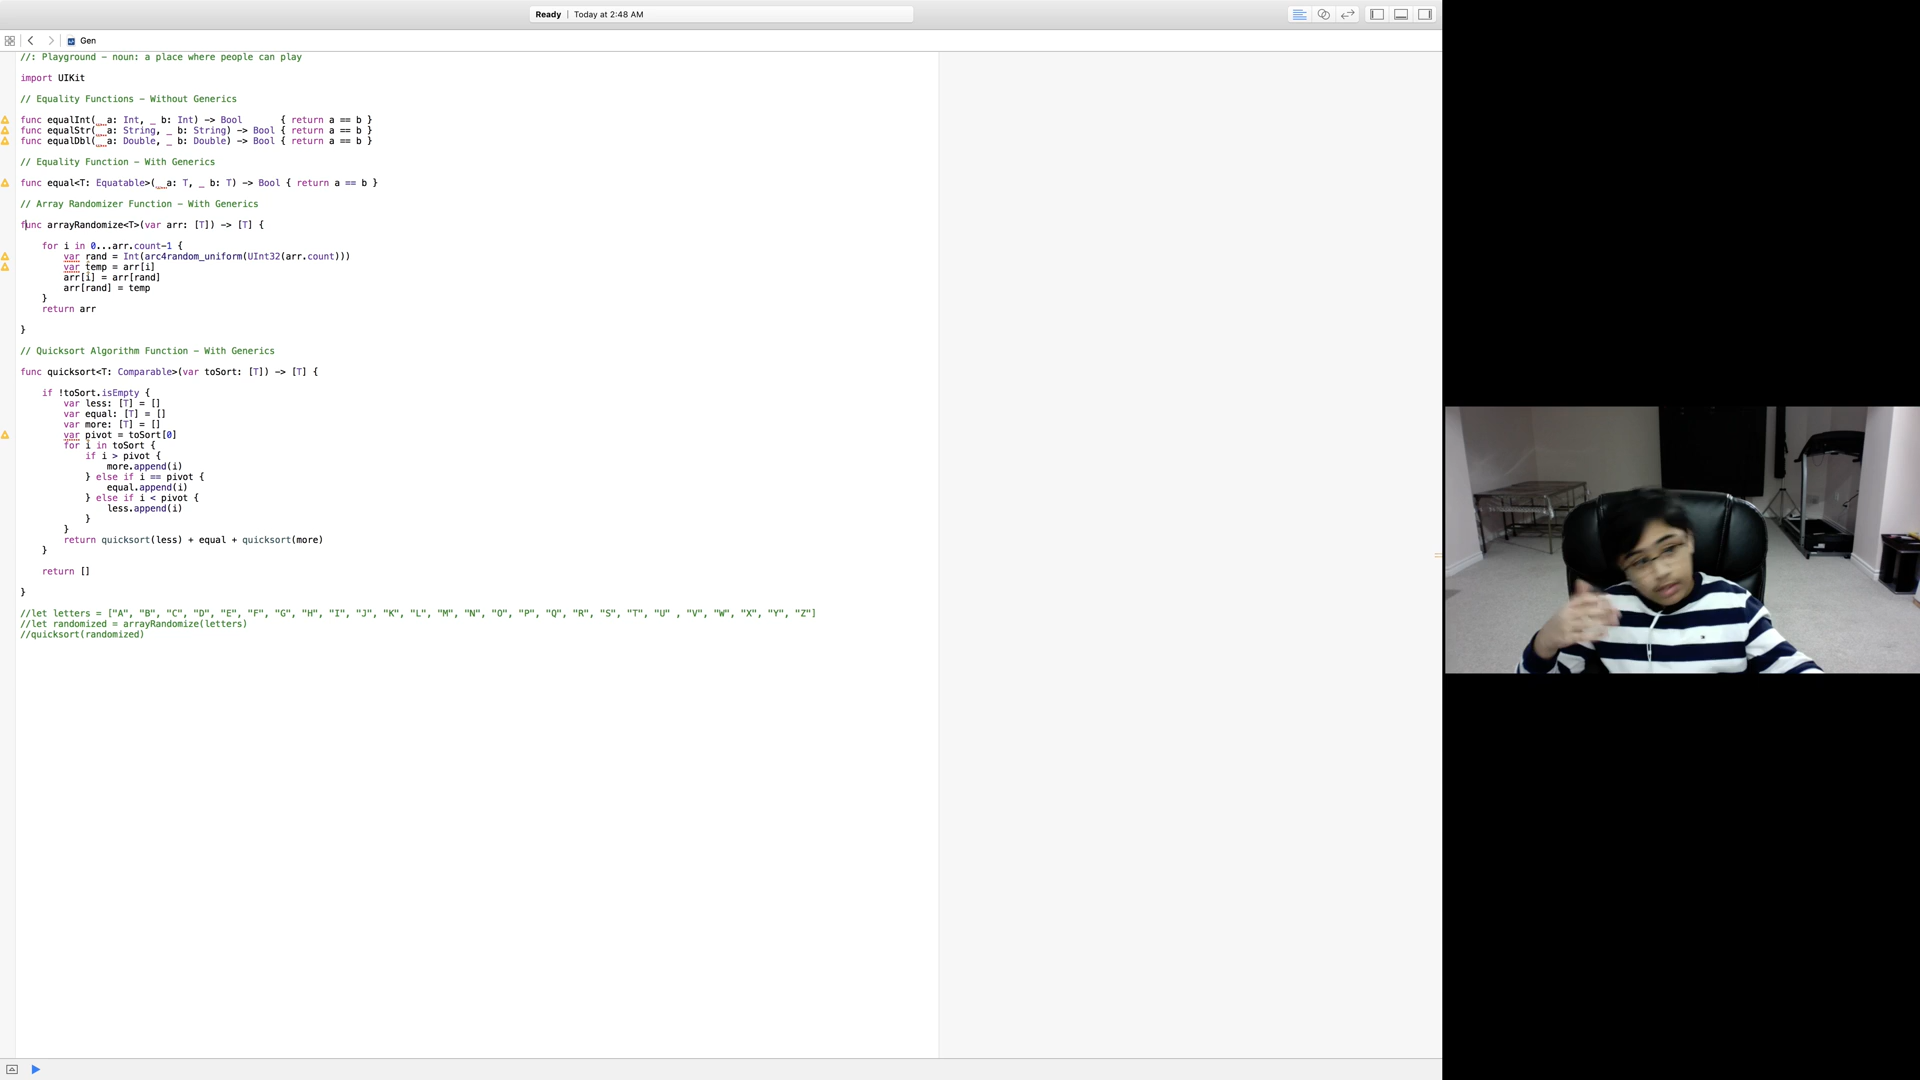 Ready | Today at 2:48 AM
Gen
//: Playground - noun: a place where people can play
import UIKit
// Equality Functions - Without Generics
func equalInt(_ a: Int, _ b: Int) -> Bool       { return a == b }
func equalStr(_ a: String, _ b: String) -> Bool { return a == b }
func equalDbl(_ a: Double, _ b: Double) -> Bool { return a == b }
// Equality Function - With Generics
func equal<T: Equatable>(_ a: T, _ b: T) -> Bool { return a == b }
// Array Randomizer Function - With Generics
func arrayRandomize<T>(var arr: [T]) -> [T] {
for i in 0...arr.count-1 {
var rand = Int(arc4random_uniform(UInt32(arr.count)))
var temp = arr[i]
arr[i] = arr[rand]
arr[rand] = temp
}
return arr
}
// Quicksort Algorithm Function - With Generics
func quicksort<T: Comparable>(var toSort: [T]) -> [T] {
if !toSort.isEmpty {
var less: [T] = []
var equal: [T] = []
var more: [T] = []
var pivot = toSort[0]
for i in toSort {
if i > pivot {
more.append(i)
} else if i == pivot {
equal.append(i)
} else if i < pivot {
less.append(i)
}
}
return quicksort(less) + equal + quicksort(more)
}
return []
}
//let letters = ["A", "B", "C", "D", "E", "F", "G", "H", "I", "J", "K", "L", "M", "N", "O", "P", "Q", "R", "S", "T", "U" , "V", "W", "X", "Y", "Z"]
//let randomized = arrayRandomize(letters)
//quicksort(randomized)